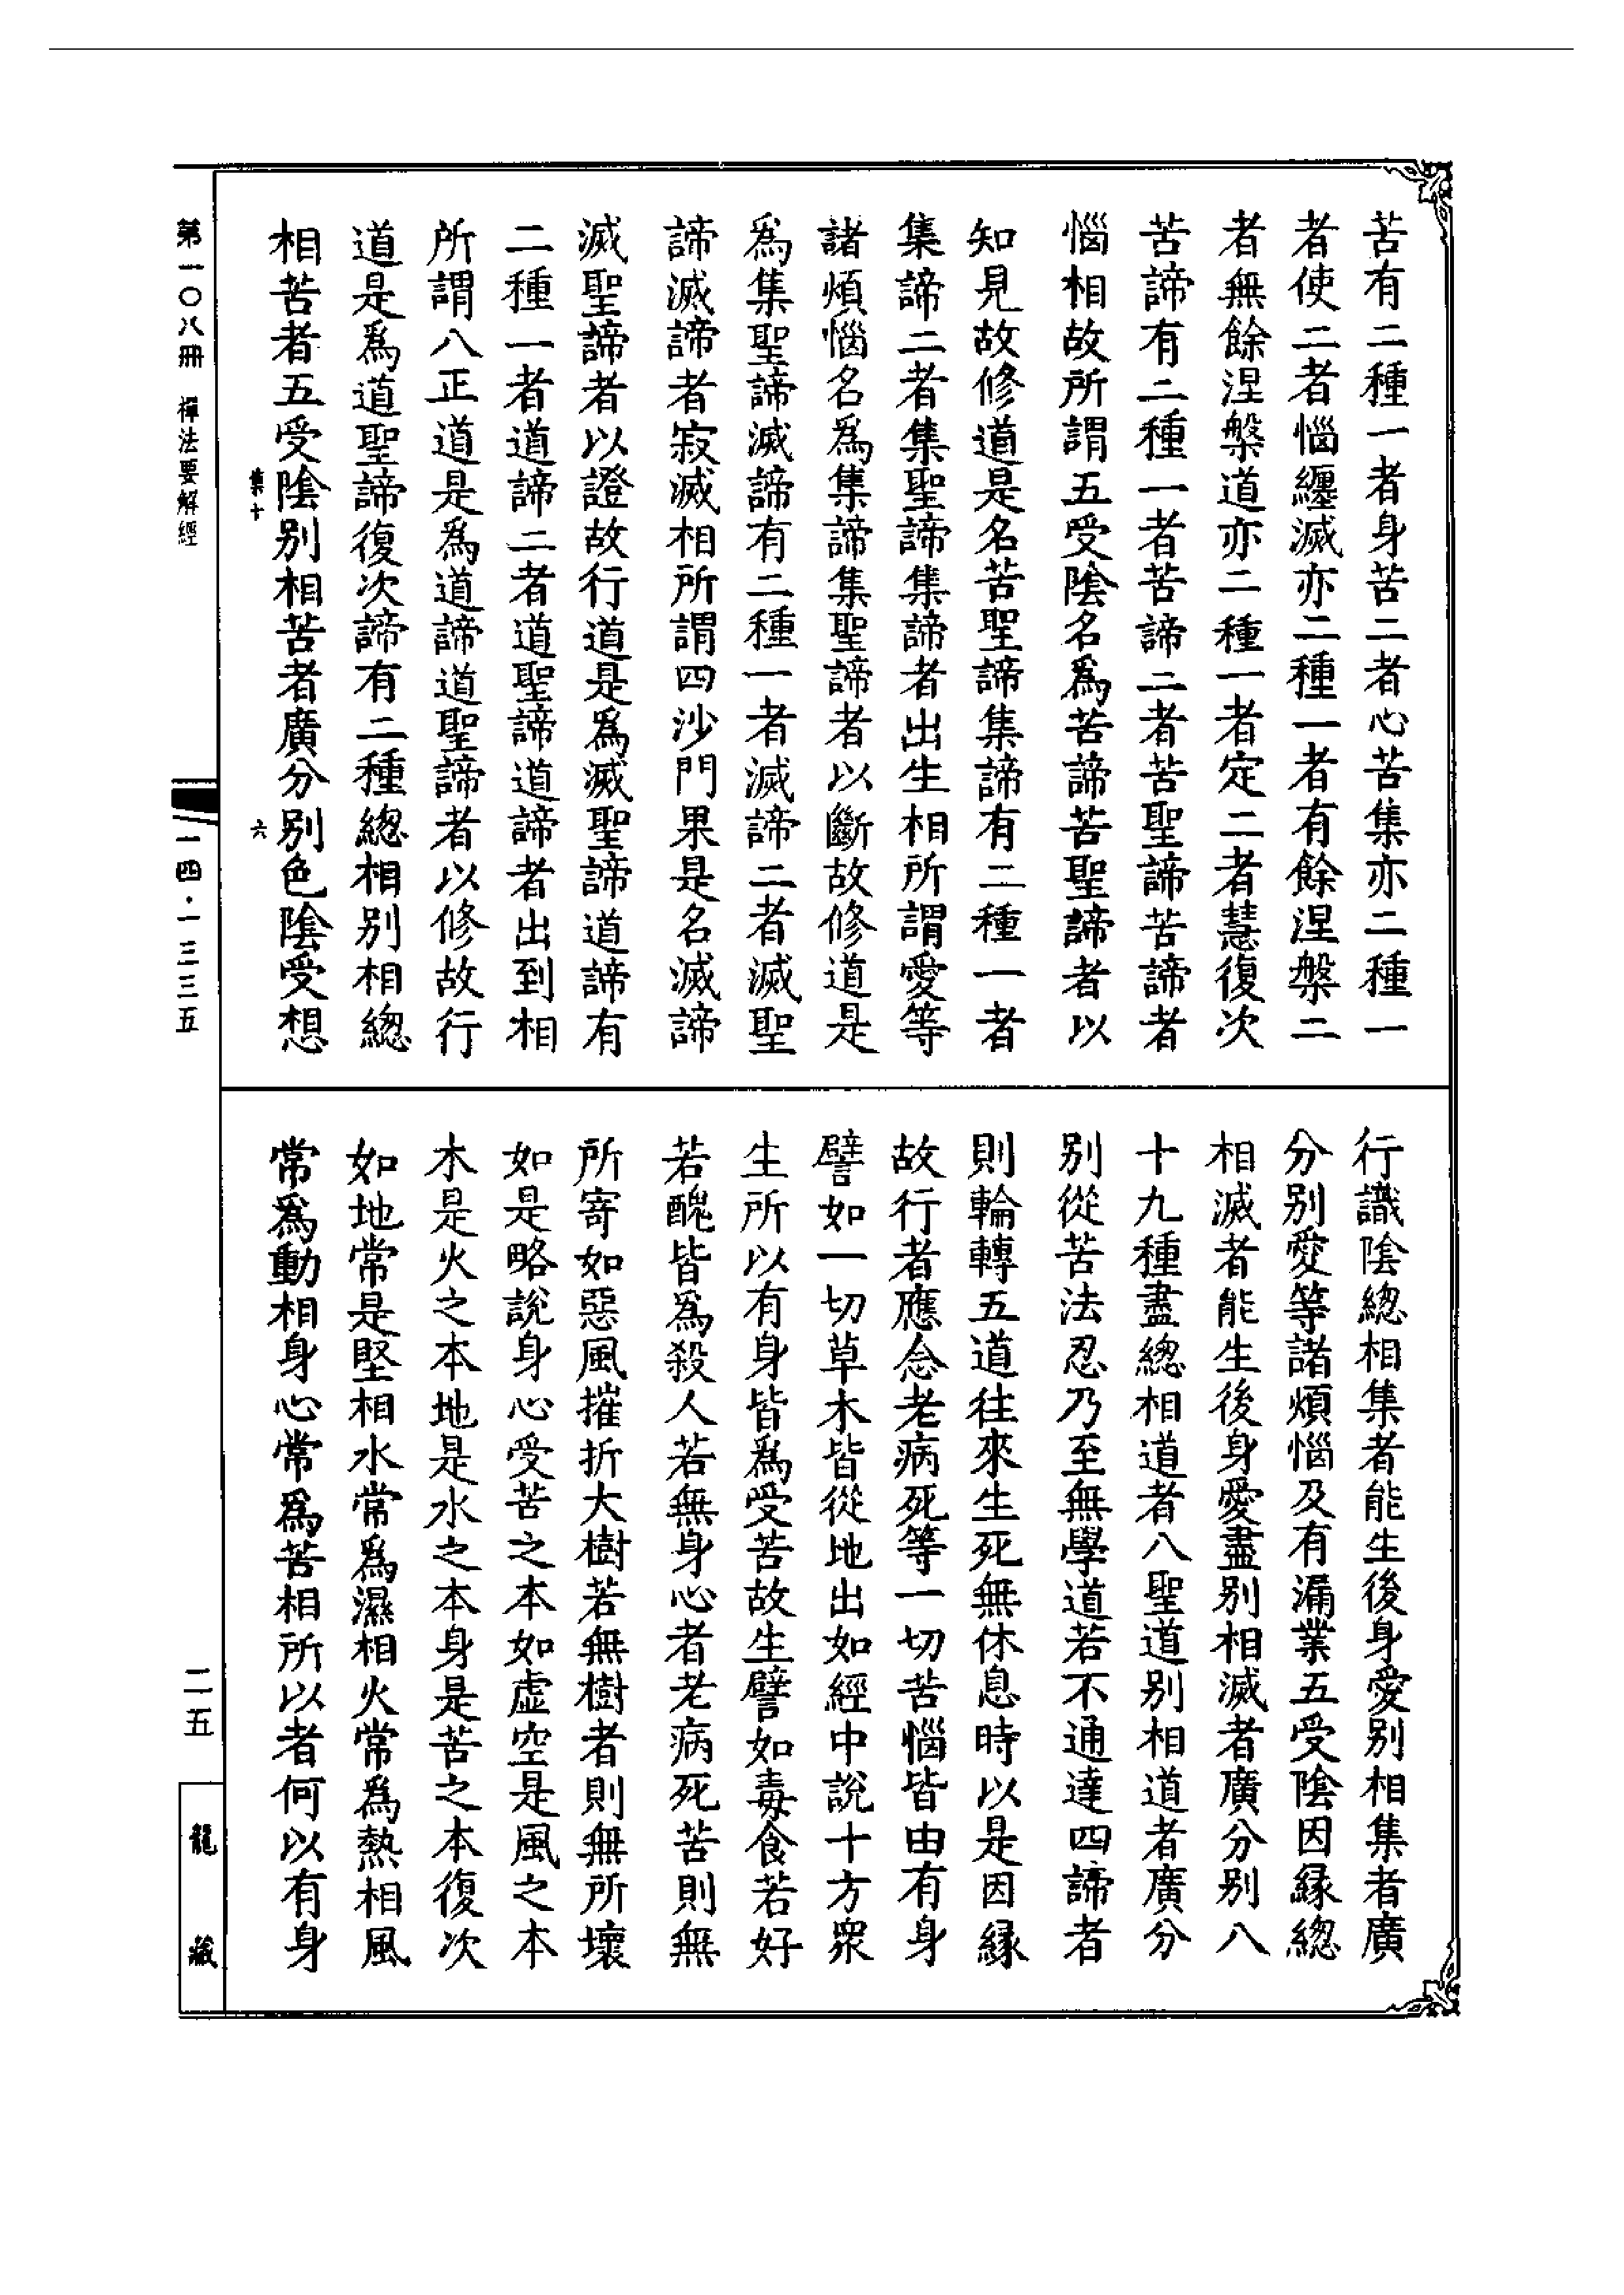 苦有二種一者身苦二者心苦集亦二種一
者使二者惱纏滅亦二種一者有餘涅槃二
者無餘涅槃道亦二種一者定二者慧復次
苦諦有二種一者苦諦二者苦聖諦苦諦者
惱相故所謂五受陰名為苦諦苦聖諦者以
知見故修道是名苦聖諦集諦有二種一者
集諦二者集聖諦集諦者出生相所謂愛等
諸煩惱名為集諦集聖諦者以斷故修道是
為集聖諦滅諦有二種一者滅諦二者滅聖
諦滅諦者寂滅相所謂四沙門果是名滅諦
滅聖諦者以證故行道是為滅聖諦道諦有
二種一者道諦二者道聖諦道諦者出到相
所謂八正道是為道諦道聖諦者以修故行
道是為道聖諦復次諦有二種總相別相總
相苦者五受陰別相苦者廣分別色陰受想
行識陰總相集者能生後身愛別相集者廣
分別愛等諸煩惱及有漏業五受陰因緣總
相滅者能生後身愛盡別相滅者廣分別八
十九種盡總相道者八聖道別相道者廣分
別從苦法忍乃至無學道若不通達四諦者
則輪轉五道往來生死無休息時以是因緣
故行者應念老病死等一切苦惱皆由有身
譬如一切草木皆從地出如經中說十方眾
生所以有身皆為受苦故生譬如毒食若好
若醜皆為殺人若無身心者老病死苦則無
所寄如惡風摧折大樹若無樹者則無所壞
如是略說身心受苦之本如虛空是風之本
木是火之本地是水之本身是苦之本復次
如地常是堅相水常為濕相火常為熱相風
常為動相身心常為苦相所以者何以有身
集十
六
第一〇八冊 禪法要解經
一四·一三三五
二五
龍藏